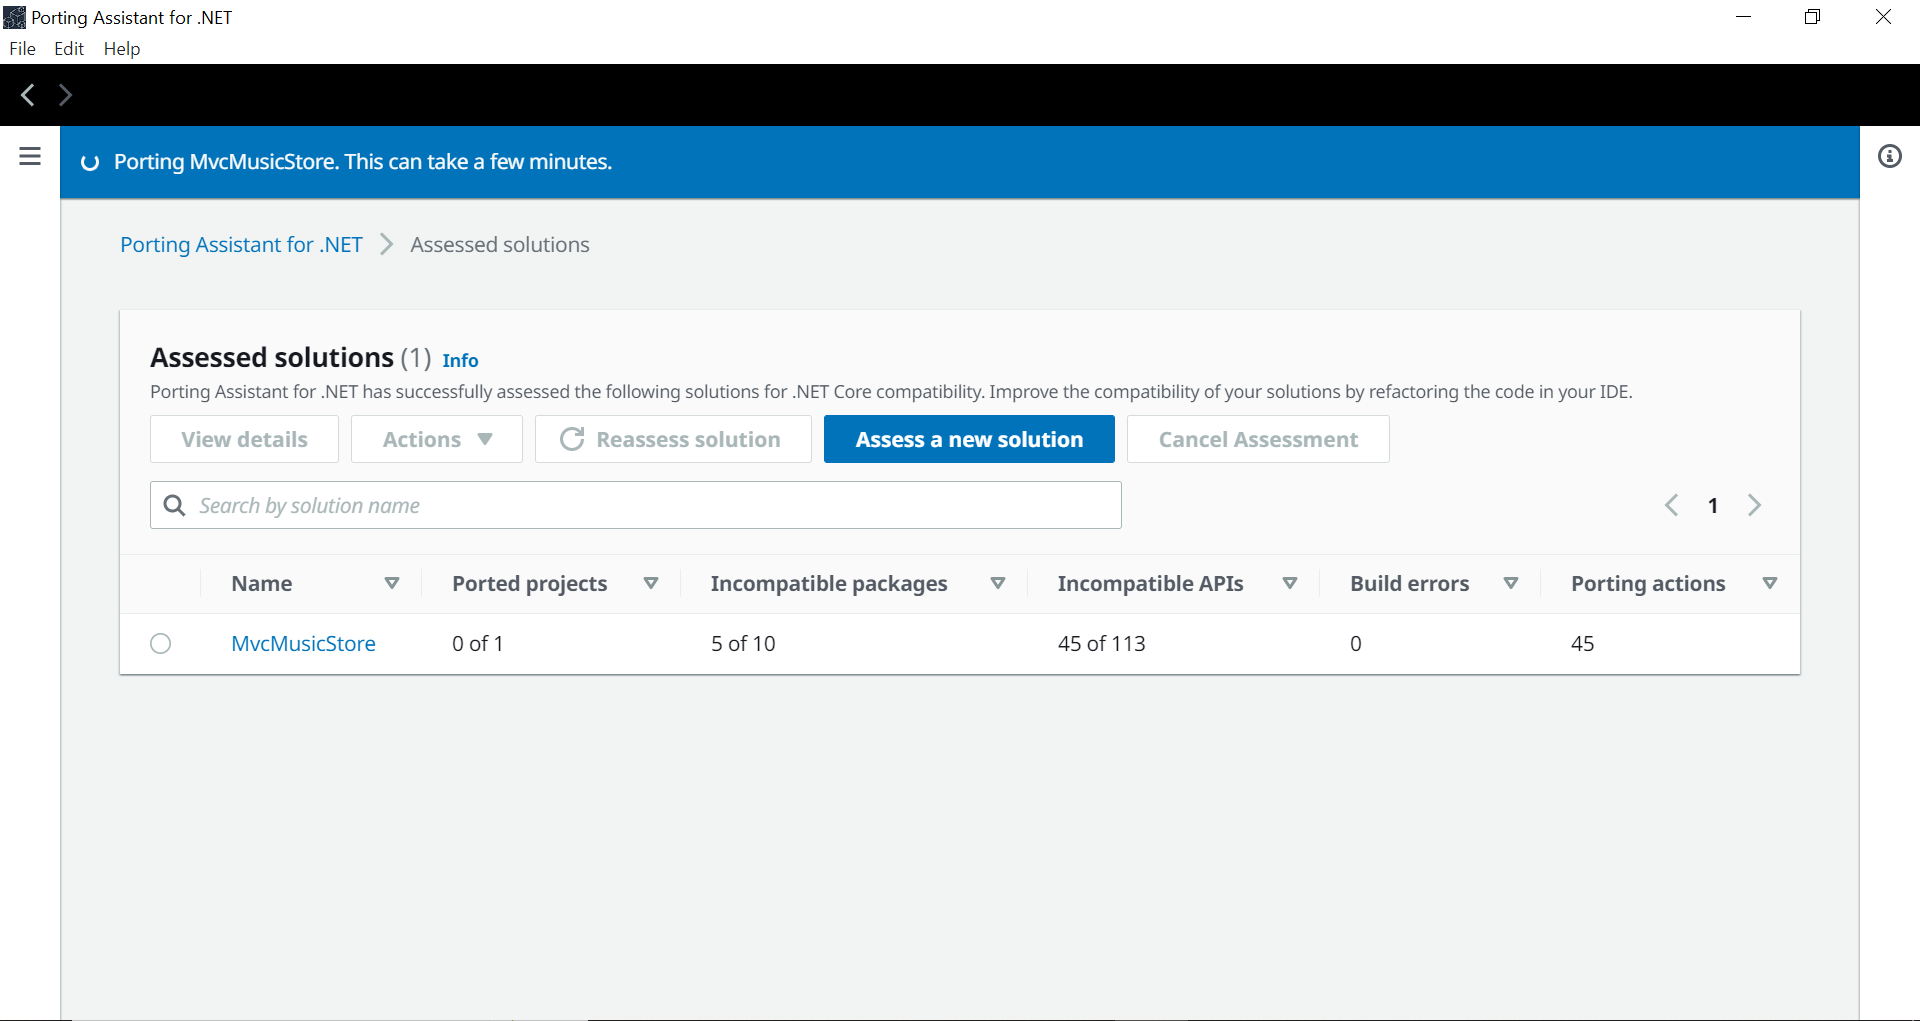 Porting Assistant for .NET
File Edit Help
Porting MvcMusicStore. This can take a few minutes.
Porting Assistant for .NET > Assessed solutions
Assessed solutions (1) Info
Porting Assistant for .NET has successfully assessed the following solutions for .NET Core compatibility. Improve the compatibility of your solutions by refactoring the code in your IDE.
View details Actions Reassess solution Assess a new solution Cancel Assessment
Search by solution name 1
Name Ported projects Incompatible packages Incompatible APIs Build errors Porting actions
MvcMusicStore 0 of 1 5 of 10 45 of 113 0 45